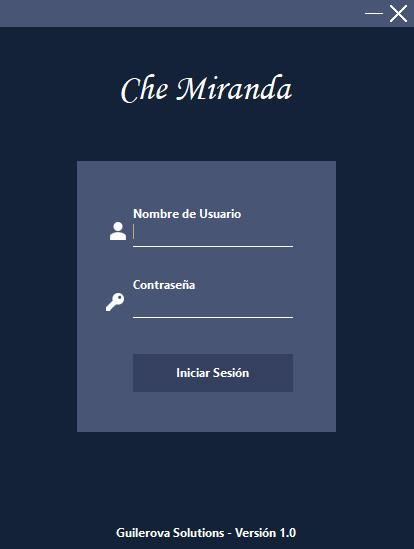 Che Miranda
Nombre de Usuario
Contraseña
Iniciar Sesión
Guilerova Solutions - Versión 1.0